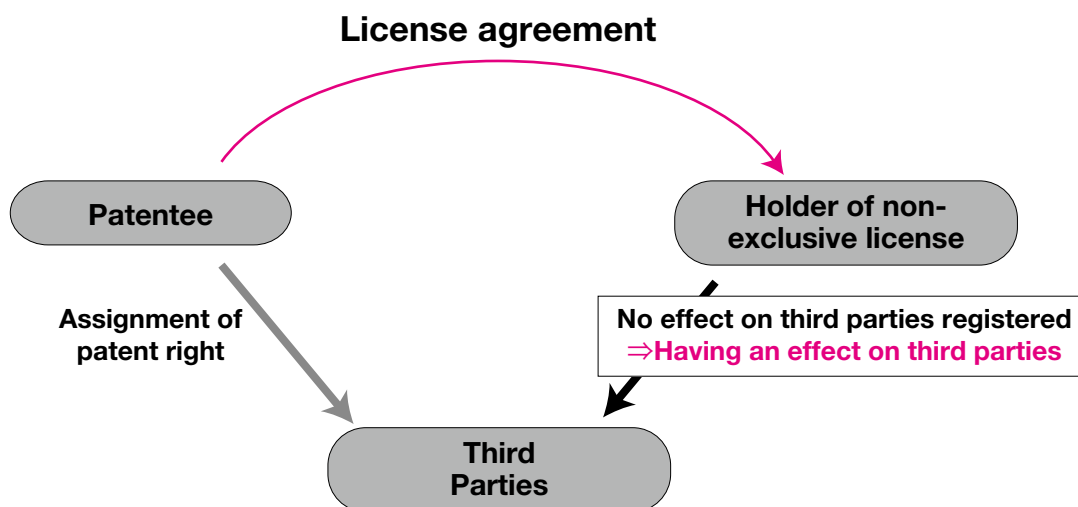 License agreement
Patentee
Holder of non-
exclusive license
Assignment of
patent right
No effect on third parties registered
⇒Having an effect on third parties
Third
Parties